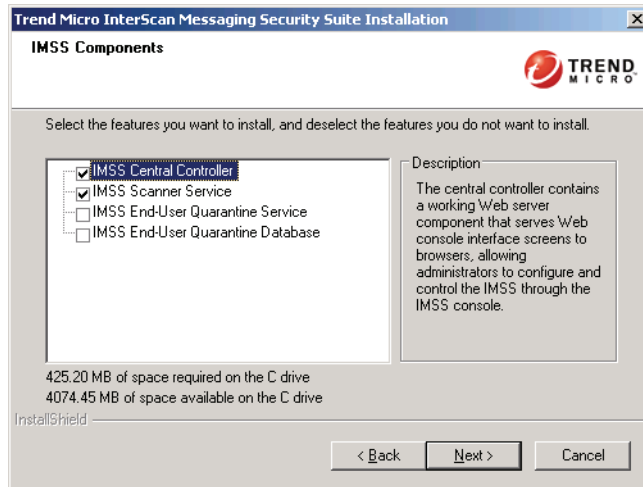 Trend Micro InterScan Messaging Security Suite Installation
IMSS Components
TREND
MICRO
Select the features you want to install, and deselect the features you do not want to install.
IMSS Central Controller
IMSS Scanner Service
IMSS End-User Quarantine Service
IMSS End-User Quarantine Database
Description
The central controller contains
a working Web server
component that serves Web
console interface screens to
browsers, allowing
administrators to configure and
control the IMSS through the
IMSS console.
425.20 MB of space required on the C drive
4074.45 MB of space available on the C drive
InstallShield
< Back
Next >
Cancel